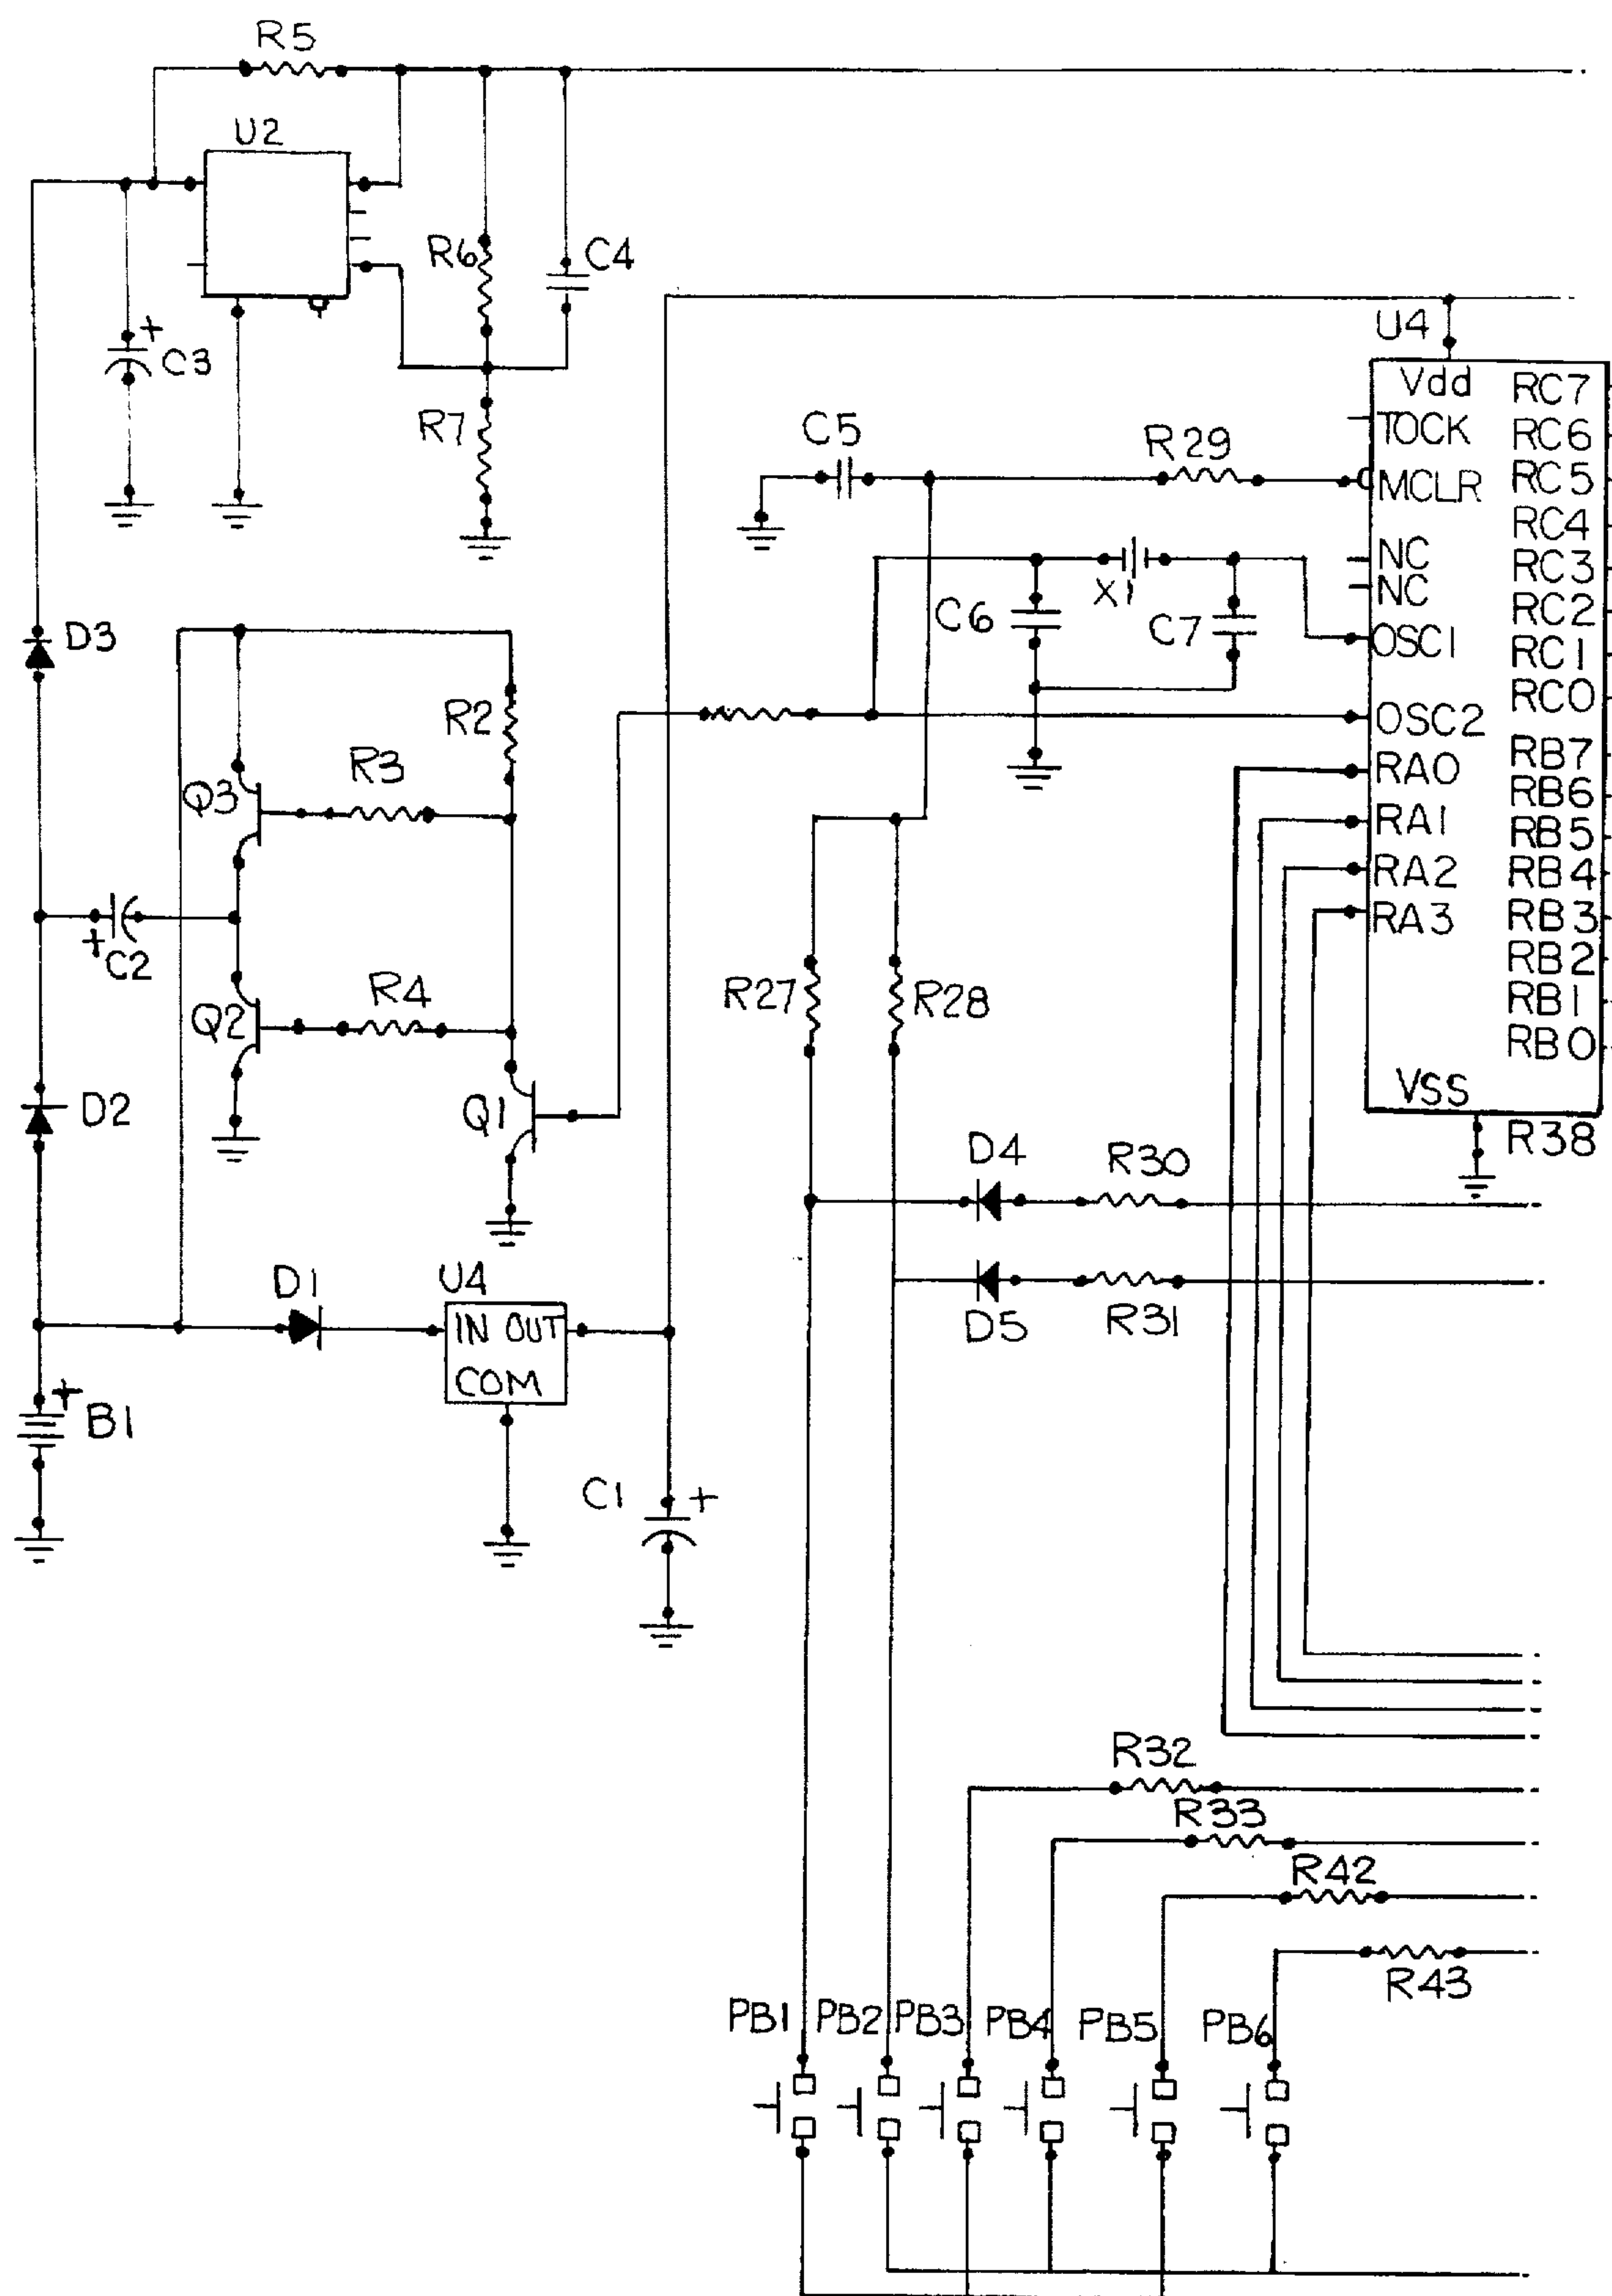 R5
U2
R6
C4
+
C3
R7
U4
Vdd
TOCK
MCLR
NC
NC
OSC1
OSC2
RA0
RA1
RA2
RA3
VSS
RC7
RC6
RC5
RC4
RC3
RC2
RC1
RC0
RB7
RB6
RB5
RB4
RB3
RB2
RB1
RB0
R38
C5
R29
X1
C6
C7
D3
R2
R3
Q3
+
C2
R4
Q2
D2
Q1
R27
R28
D4
R30
D5
R31
D1
U4
IN OUT
COM
+
B1
C1
+
R32
R33
R42
R43
PB1
PB2
PB3
PB4
PB5
PB6